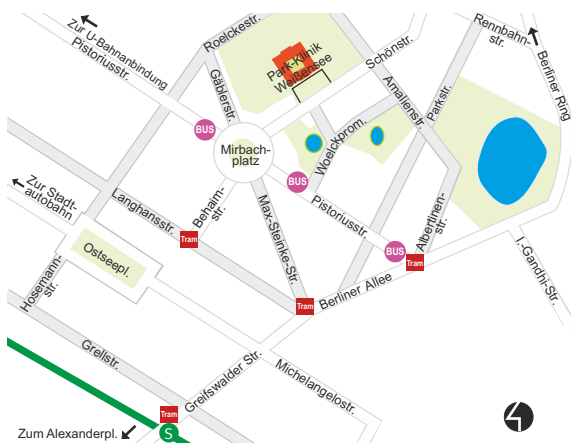 Zur U-Bahnanbindung
Pistoriusstr.
Roelckestr.
Rennbahn-
str.
Berliner Ring
Park-Klinik
Weißensee
Schönstr.
Gäblerstr.
Amalienstr.
Parkstr.
BUS
Mirbach-
platz
Woelckprom.
BUS
Zur Stadt-
autobahn
Langhansstr.
Behaim-
str.
Max-Steinke-Str.
Pistoriusstr.
Albertinen-
str.
Tram
BUS
Tram
Ostseepl.
I.-Gandhi-Str.
Hosemann-
str.
Berliner Allee
Tram
Grellstr.
Greifswalder Str.
Michelangelostr.
Tram
S
Zum Alexanderpl.